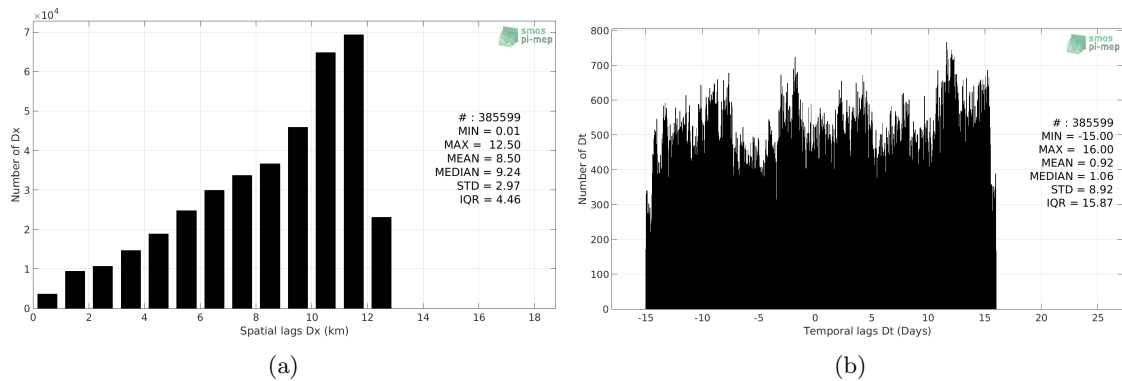 ×10⁴
7
6
5
4
3
2
1
0
Number of Dx
0 2 4 6 8 10 12 14 16 18
Spatial lags Dx (km)
smos
pi-mep
# : 385599
MIN = 0.01
MAX = 12.50
MEAN = 8.50
MEDIAN = 9.24
STD = 2.97
IQR = 4.46
(a)
800
700
600
500
400
300
200
100
0
Number of Dt
-15 -10 -5 0 5 10 15 20 25
Temporal lags Dt (Days)
smos
pi-mep
# : 385599
MIN = -15.00
MAX = 16.00
MEAN = 0.92
MEDIAN = 1.06
STD = 8.92
IQR = 15.87
(b)